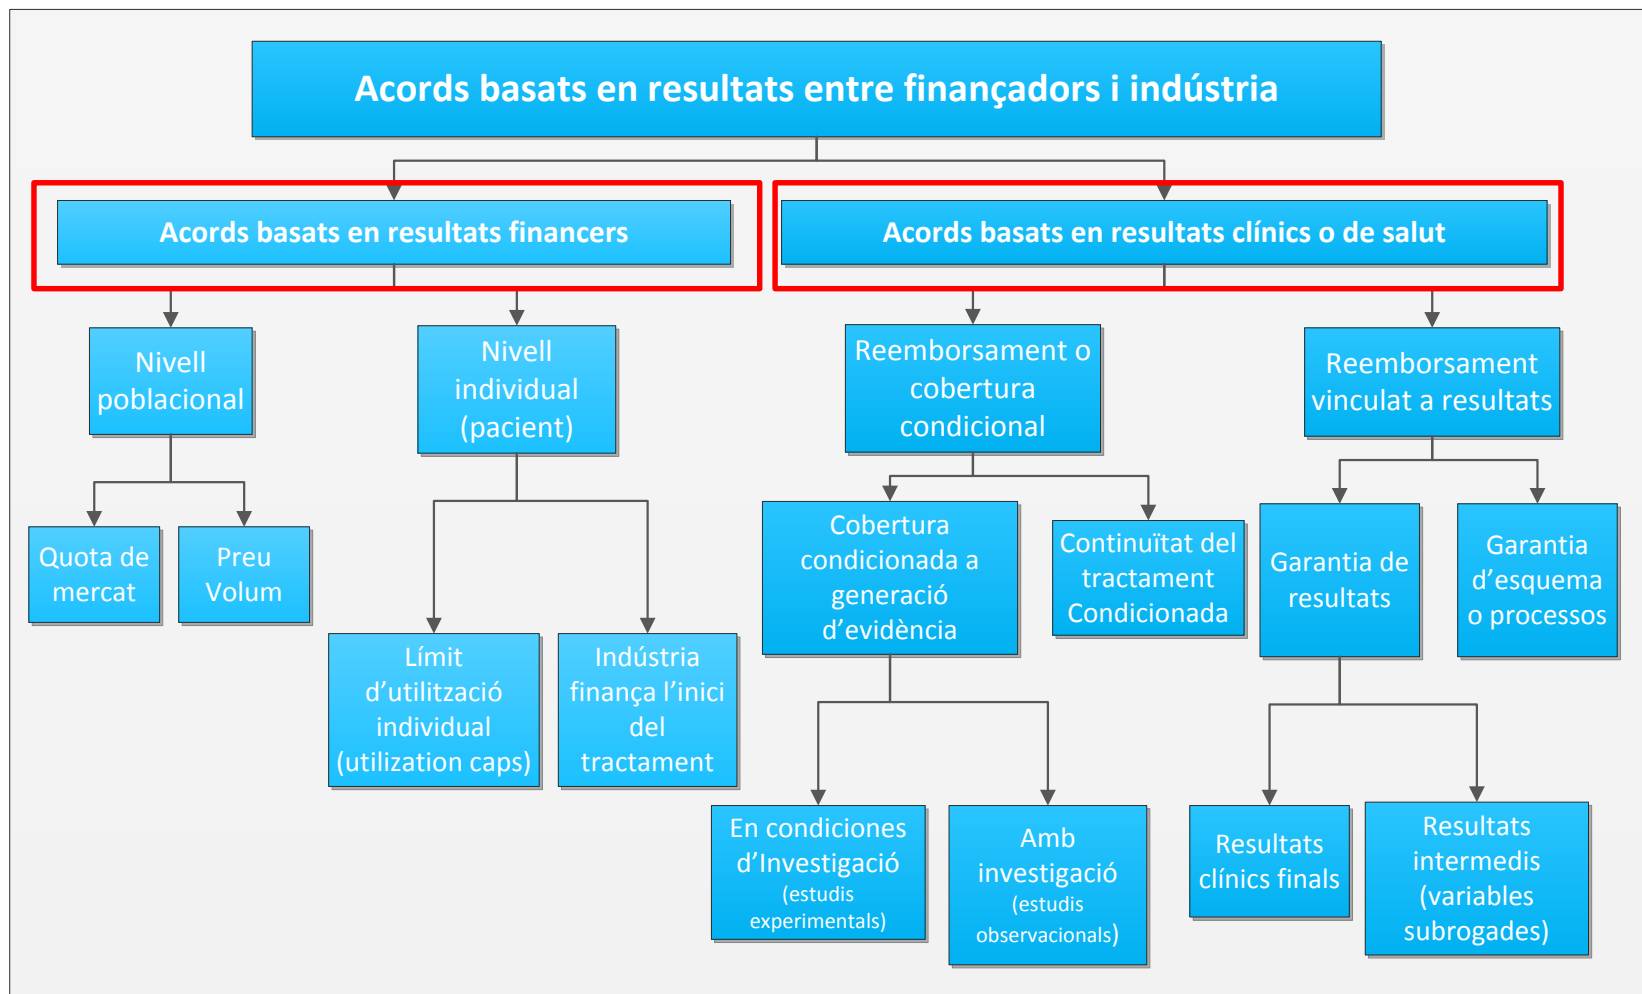 Acords basats en resultats entre finançadors i indústria
Acords basats en resultats financers
Acords basats en resultats clínics o de salut
Nivell
poblacional
Nivell
individual
(pacient)
Reemborsament o
cobertura
condicional
Reemborsament
vinculat a resultats
Quota de
mercat
Preu
Volum
Límit
d’utilització
individual
(utilization caps)
Indústria
finança l’inici
del
tractament
Cobertura
condicionada a
generació
d’evidència
Continuïtat del
tractament
Condicionada
Garantia de
resultats
Garantia
d'esquema
o processos
En condiciones
d’Investigació
(estudis
experimentals)
Amb
investigació
(estudis
observacionals)
Resultats
clínics finals
Resultats
intermedis
(variables
subrogades)